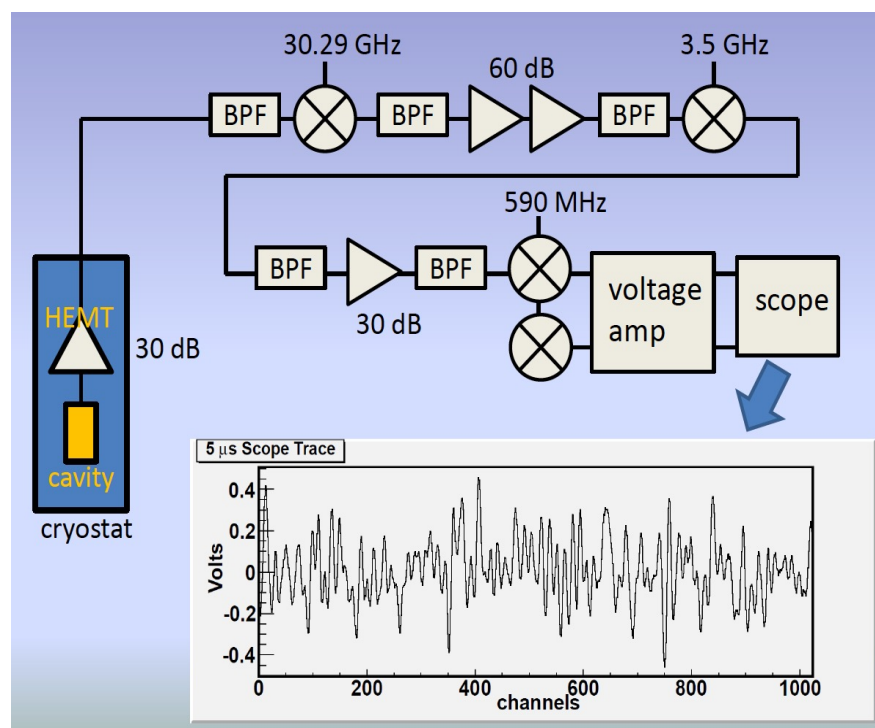 30.29 GHz
60 dB
3.5 GHz
BPF
BPF
BPF
590 MHz
BPF
BPF
30 dB
voltage
amp
scope
HEMT
30 dB
cavity
cryostat
5 μs Scope Trace
Volts
0.4
0.2
0
-0.2
-0.4
0
200
400
600
800
1000
channels